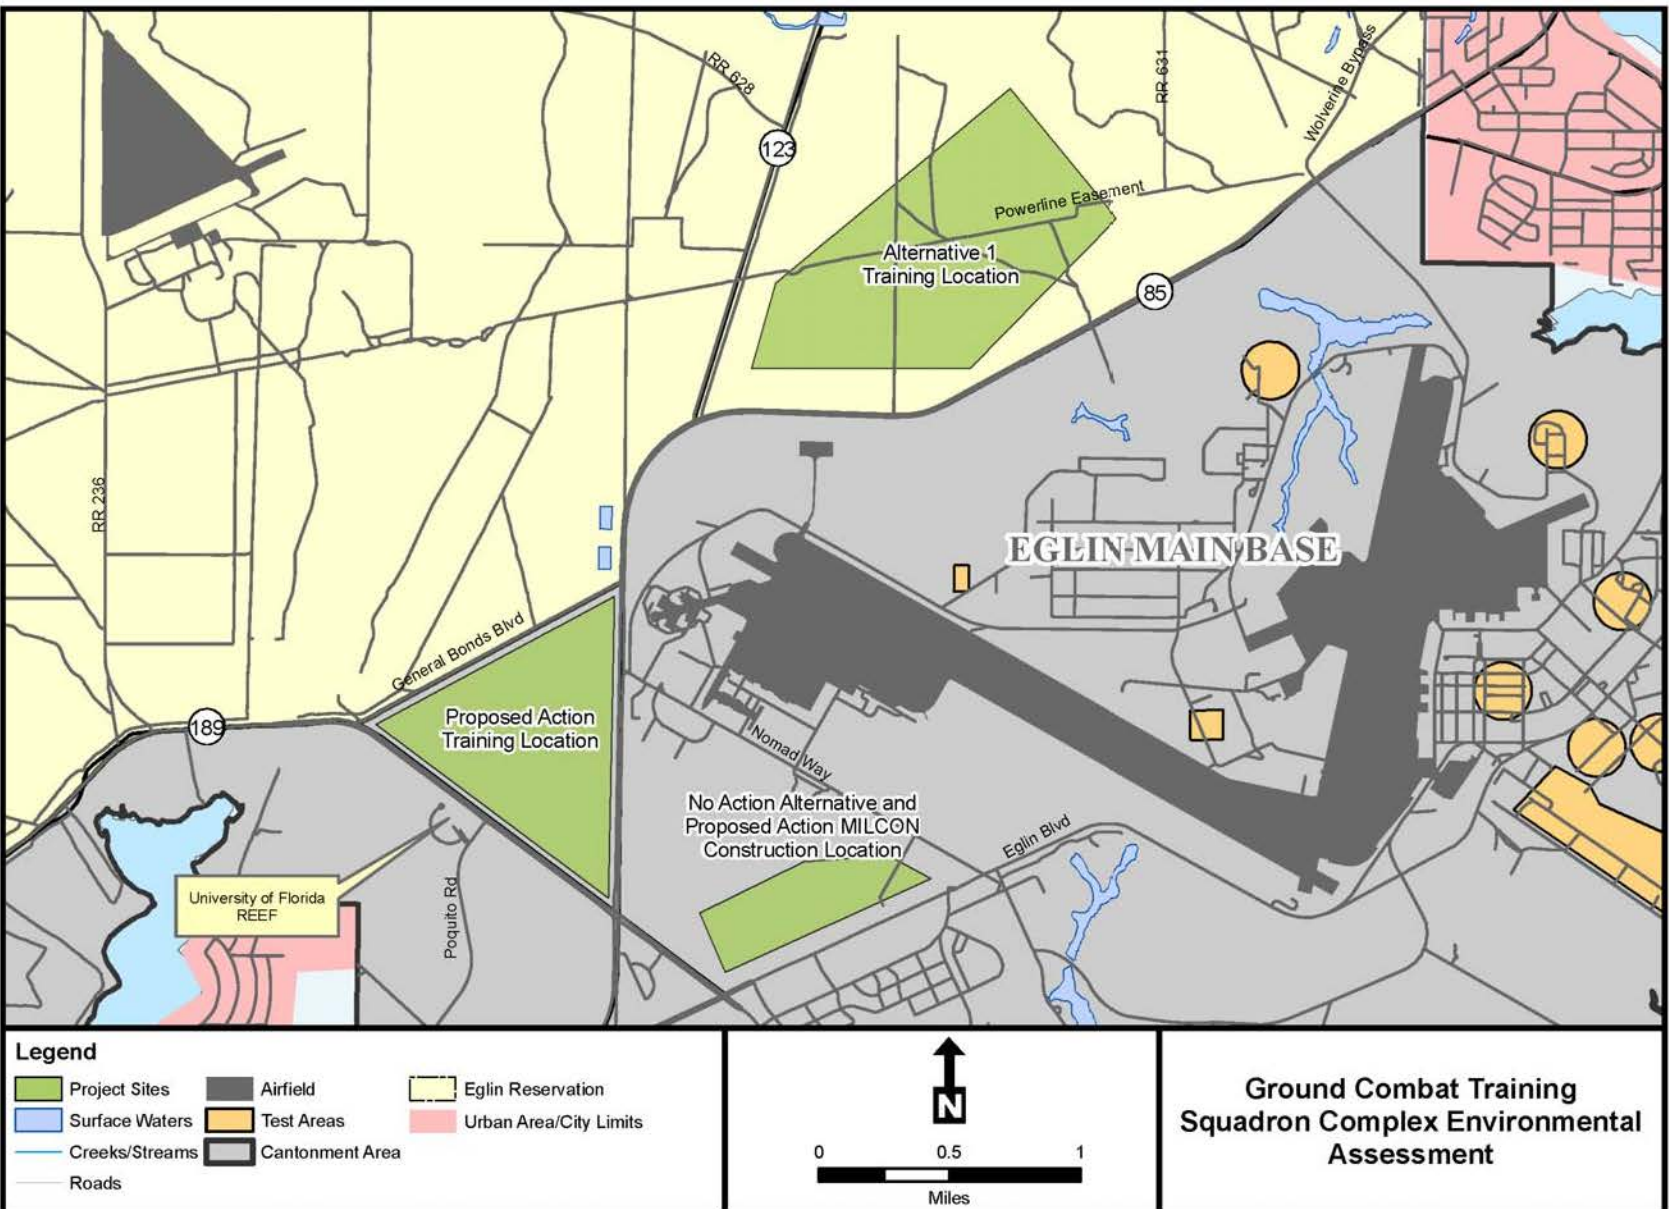 RR 628
123
RR 631
Wolverine Bypass
Powerline Easement
Alternative 1
Training Location
85
RR 236
EGLIN MAIN BASE
General Bonds Blvd
189
Proposed Action
Training Location
Nomad Way
No Action Alternative and
Proposed Action MILCON
Construction Location
Eglin Blvd
University of Florida
REEF
Poquito Rd
Legend
Project Sites
Airfield
Eglin Reservation
Surface Waters
Test Areas
Urban Area/City Limits
Creeks/Streams
Cantonment Area
Roads
N
0 0.5 1
Miles
Ground Combat Training
Squadron Complex Environmental
Assessment